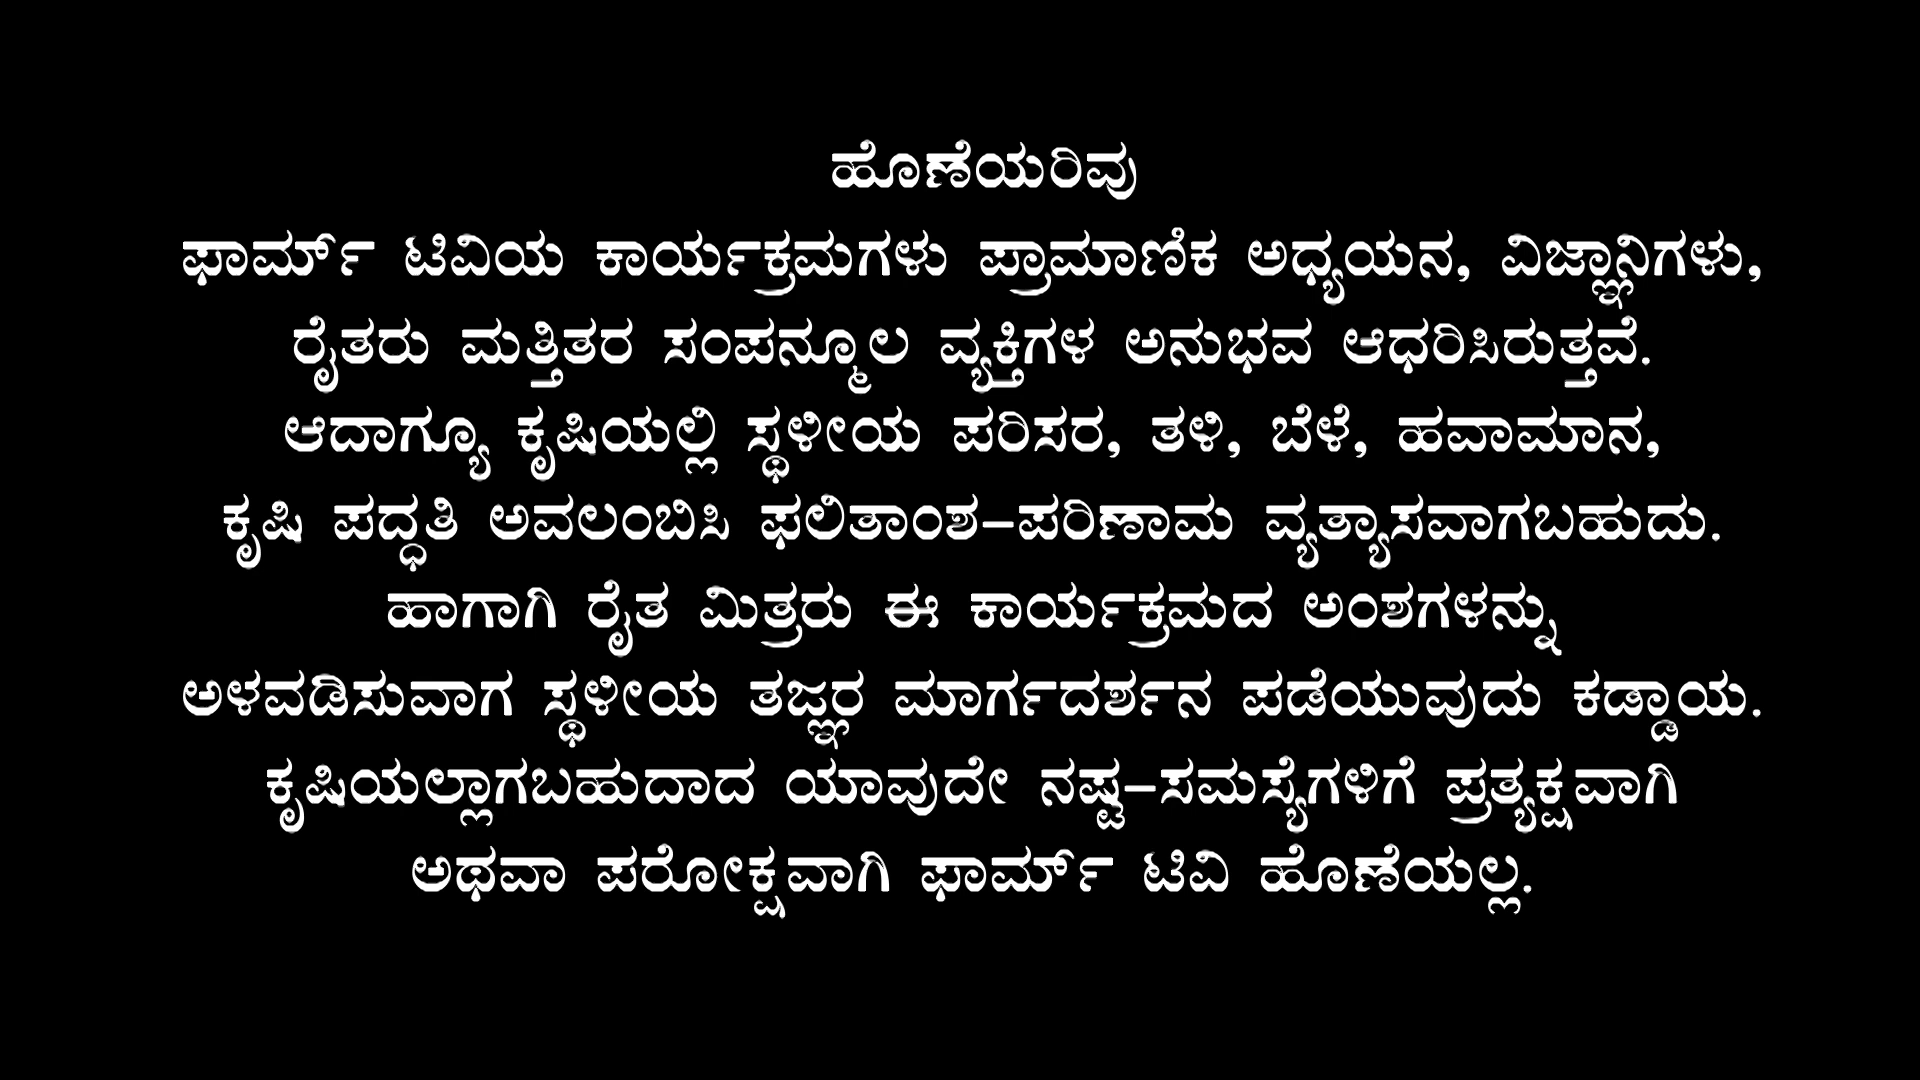 ಹೊಣೆಯರಿವು
ಫಾರ್ಮ್ ಟಿವಿಯ ಕಾರ್ಯಕ್ರಮಗಳು ಪ್ರಾಮಾಣಿಕ ಅಧ್ಯಯನ, ವಿಜ್ಞಾನಿಗಳು,
ರೈತರು ಮತ್ತಿತರ ಸಂಪನ್ಮೂಲ ವ್ಯಕ್ತಿಗಳ ಅನುಭವ ಆಧರಿಸಿರುತ್ತವೆ.
ಆದಾಗ್ಯೂ ಕೃಷಿಯಲ್ಲಿ ಸ್ಥಳೀಯ ಪರಿಸರ, ತಳಿ, ಬೆಳೆ, ಹವಾಮಾನ,
ಕೃಷಿ ಪದ್ಧತಿ ಅವಲಂಬಿಸಿ ಫಲಿತಾಂಶ–ಪರಿಣಾಮ ವ್ಯತ್ಯಾಸವಾಗಬಹುದು.
ಹಾಗಾಗಿ ರೈತ ಮಿತ್ರರು ಈ ಕಾರ್ಯಕ್ರಮದ ಅಂಶಗಳನ್ನು
ಅಳವಡಿಸುವಾಗ ಸ್ಥಳೀಯ ತಜ್ಞರ ಮಾರ್ಗದರ್ಶನ ಪಡೆಯುವುದು ಕಡ್ಡಾಯ.
ಕೃಷಿಯಲ್ಲಾಗಬಹುದಾದ ಯಾವುದೇ ನಷ್ಟ–ಸಮಸ್ಯೆಗಳಿಗೆ ಪ್ರತ್ಯಕ್ಷವಾಗಿ
ಅಥವಾ ಪರೋಕ್ಷವಾಗಿ ಫಾರ್ಮ್ ಟಿವಿ ಹೊಣೆಯಲ್ಲ.